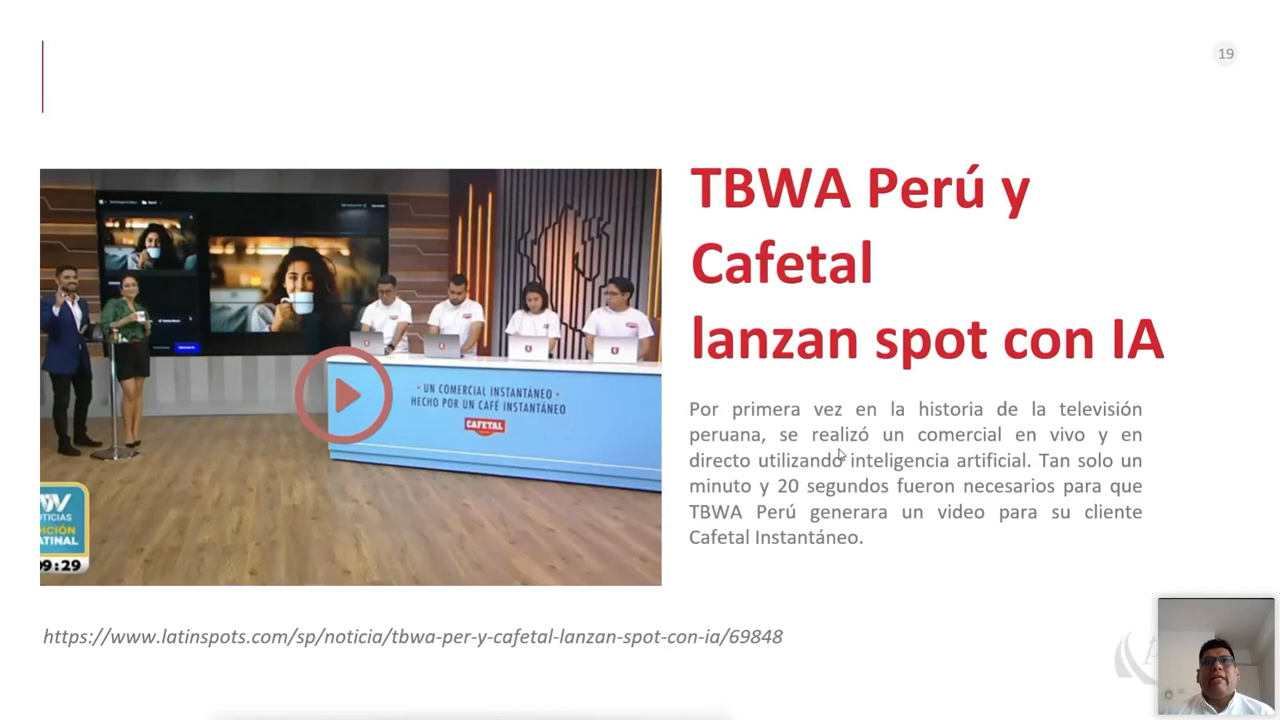 19
TBWA Perú y
Cafetal
lanzan spot con IA
- UN COMERCIAL INSTANTÁNEO -
HECHO POR UN CAFÉ INSTANTÁNEO
CAFETAL
09:29
Por primera vez en la historia de la televisión
peruana, se realizó un comercial en vivo y en
directo utilizando inteligencia artificial. Tan solo un
minuto y 20 segundos fueron necesarios para que
TBWA Perú generara un video para su cliente
Cafetal Instantáneo.
https://www.latinspots.com/sp/noticia/tbwa-per-y-cafetal-lanzan-spot-con-ia/69848